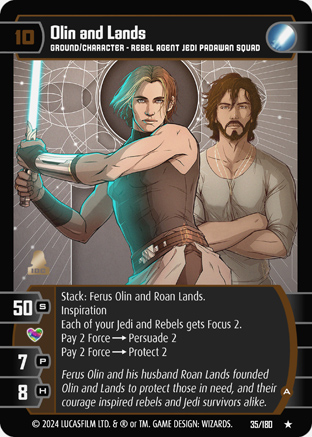 10
Olin and Lands
GROUND/CHARACTER - REBEL AGENT JEDI PADAWAN SQUAD
50 S
7 P
8 H
Stack: Ferus Olin and Roan Lands.
Inspiration
Each of your Jedi and Rebels gets Focus 2.
Pay 2 Force → Persuade 2
Pay 2 Force → Protect 2
Ferus Olin and his husband Roan Lands founded
Olin and Lands to protect those in need, and their
courage inspired rebels and Jedi survivors alike.
A
© 2024 LUCASFILM LTD. & ® or TM. GAME DESIGN: WIZARDS.
35/180 ★